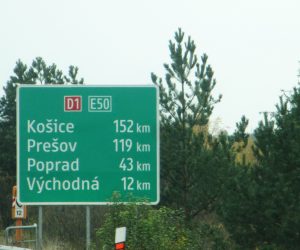 D1 E50
Košice 152 km
Prešov 119 km
Poprad 43 km
Východná 12 km